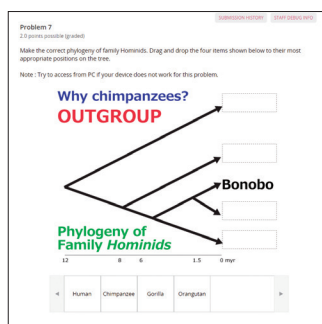 SUBMISSION HISTORY STAFF DEBUG INFO
Problem 7
2.0 points possible (graded)
Make the correct phylogeny of family Hominids. Drag and drop the four items shown below to their most
appropriate positions on the tree.
Note : Try to access from PC if your device does not work for this problem.
Why chimpanzees?
OUTGROUP
Bonobo
Phylogeny of
Family Hominids
12 8 6 1.5 0 myr
Human Chimpanzee Gorilla Orangutan